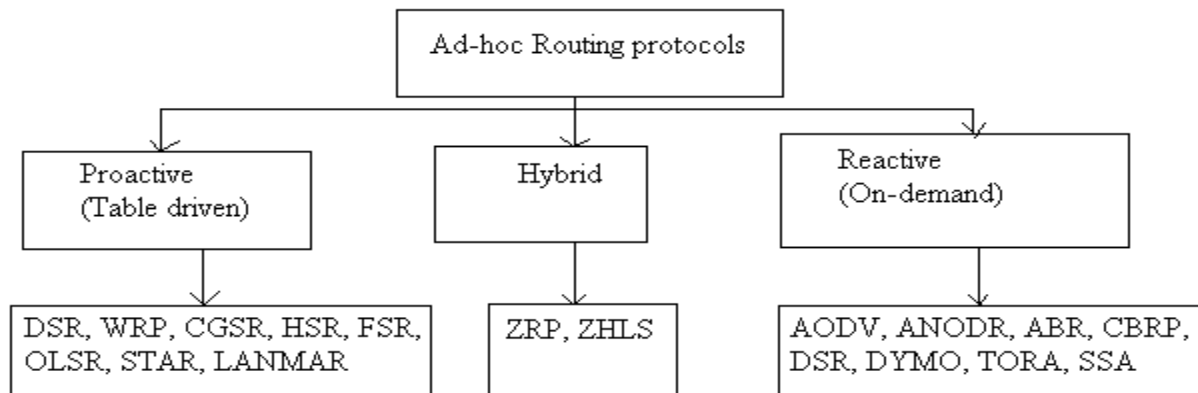 Ad-hoc Routing protocols
Proactive
(Table driven)
Hybrid
Reactive
(On-demand)
DSR, WRP, CGSR, HSR, FSR,
OLSR, STAR, LANMAR
ZRP, ZHLS
AODV, ANODR, ABR, CBRP,
DSR, DYMO, TORA, SSA